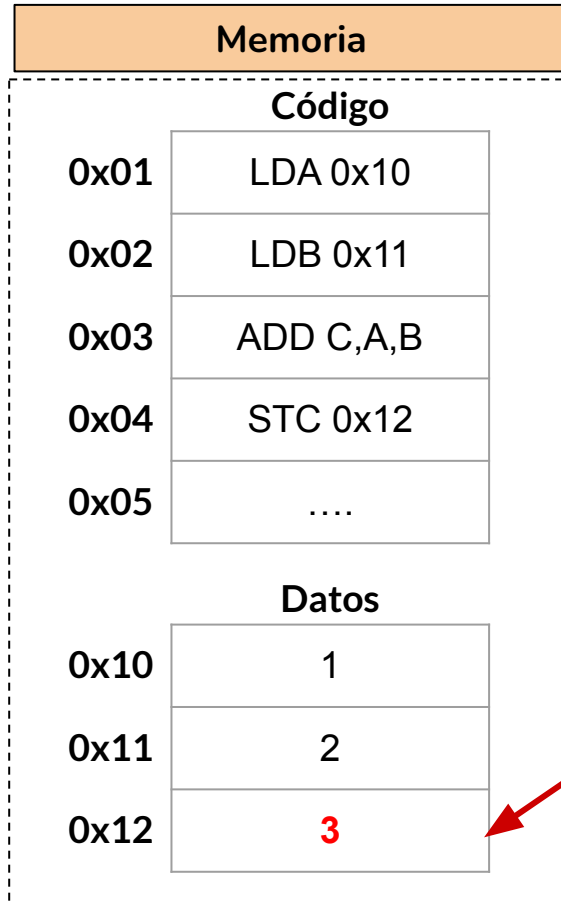 Memoria
Código
0x01 LDA 0x10
0x02 LDB 0x11
0x03 ADD C,A,B
0x04 STC 0x12
0x05 ....
Datos
0x10 1
0x11 2
0x12 3